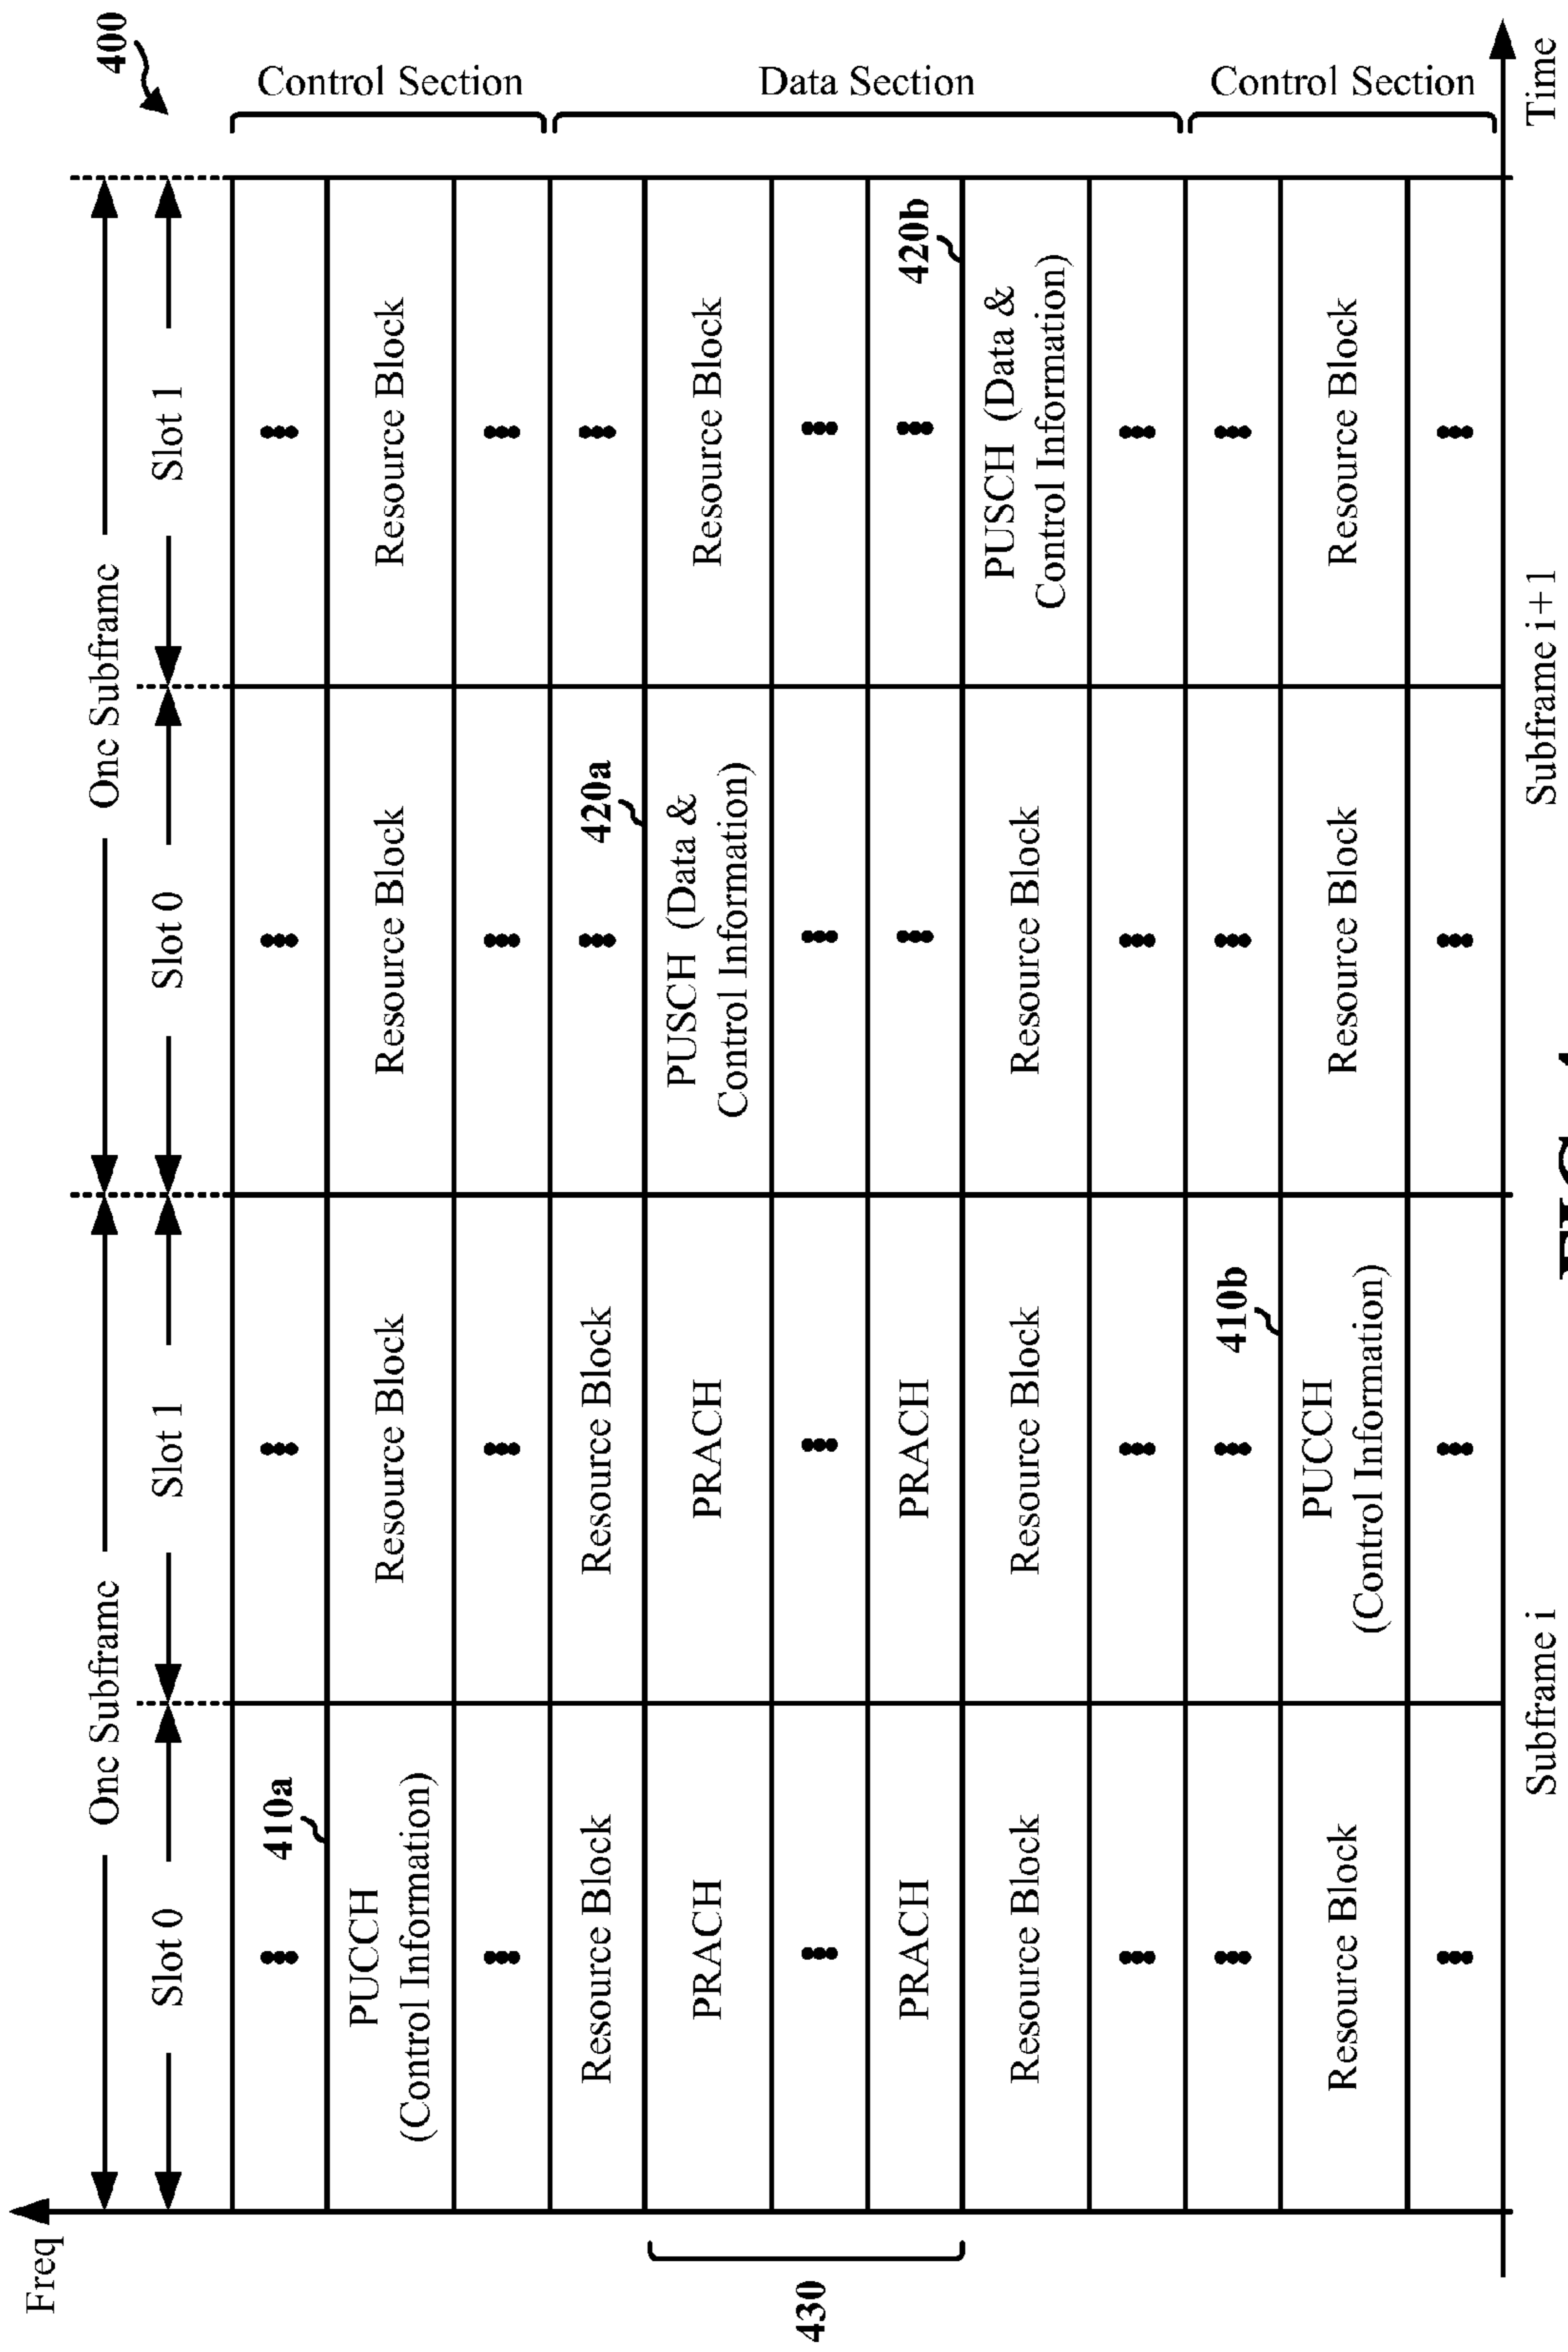 400
Freq
One Subframe
One Subframe
Slot 0
Slot 1
Slot 0
Slot 1
410a
PUCCH
(Control Information)
Resource Block
Resource Block
Resource Block
Control Section
Resource Block
Resource Block
420a
430
PRACH
PRACH
PUSCH (Data &
Control Information)
Resource Block
Data Section
PRACH
PRACH
420b
Resource Block
Resource Block
Resource Block
PUSCH (Data &
Control Information)
410b
Resource Block
PUCCH
(Control Information)
Resource Block
Resource Block
Control Section
Subframe i
Subframe i+1
Time